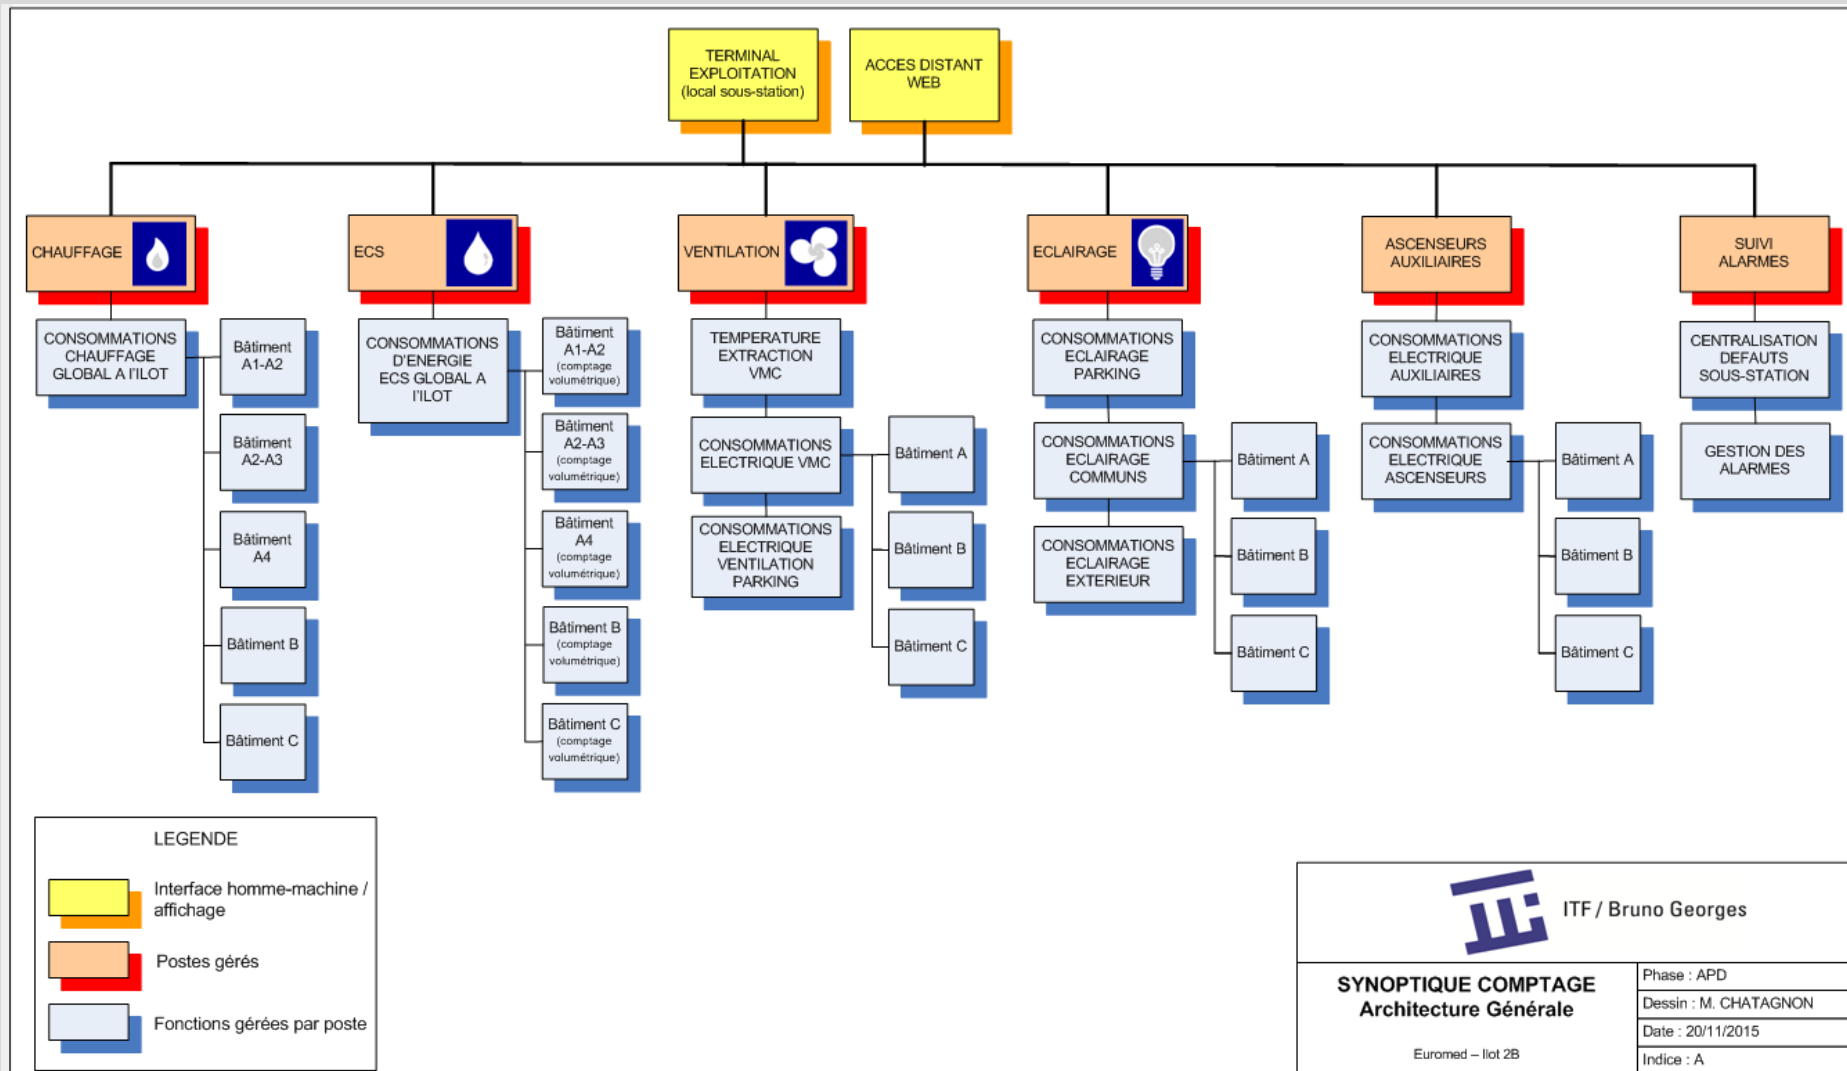 TERMINAL
EXPLOITATION
(local sous-station)
ACCES DISTANT
WEB
CHAUFFAGE
ECS
VENTILATION
ECLAIRAGE
ASCENSEURS
AUXILIAIRES
SUIVI
ALARMES
CONSOMMATIONS
CHAUFFAGE
GLOBAL A l'ILOT
Bâtiment
A1-A2
Bâtiment
A2-A3
Bâtiment
A4
Bâtiment B
Bâtiment C
CONSOMMATIONS
D'ENERGIE
ECS GLOBAL A
l'ILOT
Bâtiment
A1-A2
(comptage
volumétrique)
Bâtiment
A2-A3
(comptage
volumétrique)
Bâtiment
A4
(comptage
volumétrique)
Bâtiment B
(comptage
volumétrique)
Bâtiment C
(comptage
volumétrique)
TEMPERATURE
EXTRACTION
VMC
CONSOMMATIONS
ELECTRIQUE VMC
CONSOMMATIONS
ELECTRIQUE
VENTILATION
PARKING
Bâtiment A
Bâtiment B
Bâtiment C
CONSOMMATIONS
ECLAIRAGE
PARKING
CONSOMMATIONS
ECLAIRAGE
COMMUNS
CONSOMMATIONS
ECLAIRAGE
EXTERIEUR
Bâtiment A
Bâtiment B
Bâtiment C
CONSOMMATIONS
ELECTRIQUE
AUXILIAIRES
CONSOMMATIONS
ELECTRIQUE
ASCENSEURS
Bâtiment A
Bâtiment B
Bâtiment C
CENTRALISATION
DEFAUTS
SOUS-STATION
GESTION DES
ALARMES
LEGENDE
Interface homme-machine /
affichage
Postes gérés
Fonctions gérées par poste
ITF / Bruno Georges
SYNOPTIQUE COMPTAGE
Architecture Générale
Euromed – Ilot 2B
Phase : APD
Dessin : M. CHATAGNON
Date : 20/11/2015
Indice : A